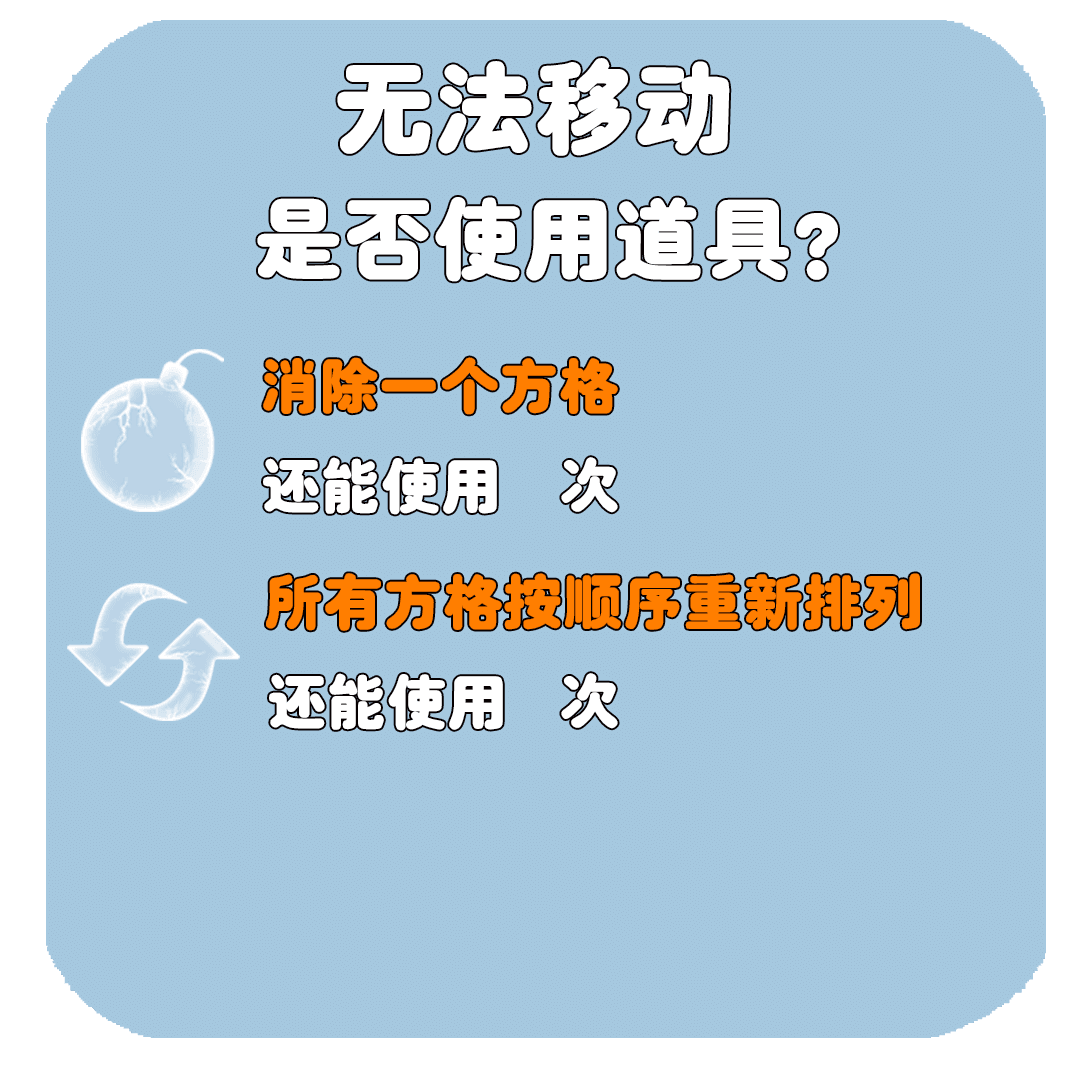 无法移动
是否使用道具?
消除一个方格
还能使用 次
所有方格按顺序重新排列
还能使用 次